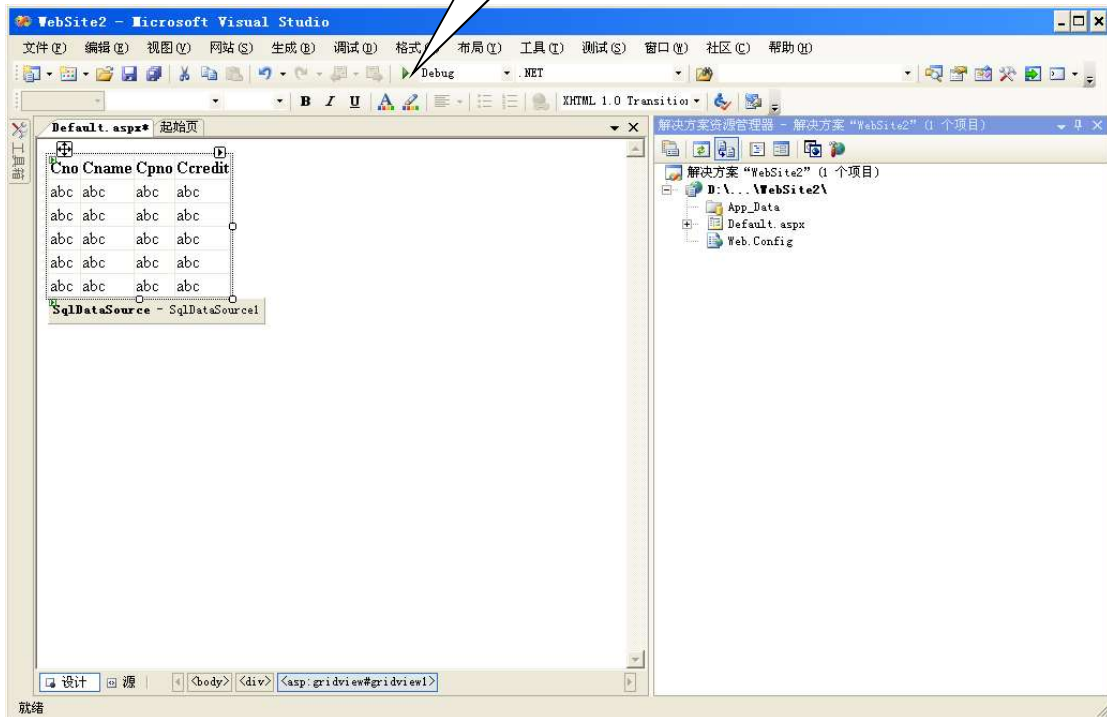 WebSite2 - Microsoft Visual Studio
文件(F) 编辑(E) 视图(V) 网站(S) 生成(B) 调试(D) 格式 布局(T) 工具(T) 测试(S) 窗口(W) 社区(C) 帮助(H)
Debug .NET
B I U A XHTML 1.0 Transition
工具箱
Default.aspx* 起始页
Cno Cname Cpno Ccredit
abc abc abc abc
abc abc abc abc
abc abc abc abc
abc abc abc abc
abc abc abc abc
SqlDataSource - SqlDataSource1
解决方案资源管理器 - 解决方案“WebSite2”(1 个项目)
解决方案“WebSite2”(1 个项目)
D:\...\WebSite2\
App_Data
Default.aspx
Web.Config
设计 源 <body> <div> <asp:gridview#gridview1>
就绪